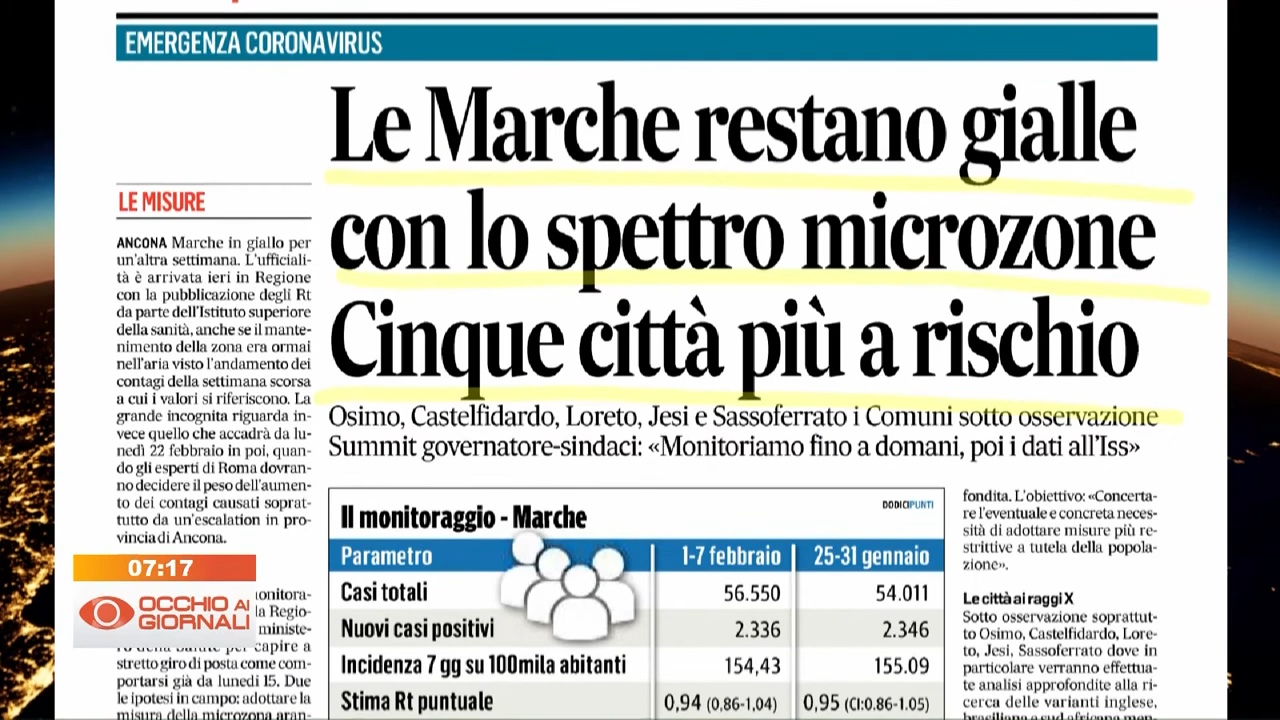 EMERGENZA CORONAVIRUS
Le Marche restano gialle
con lo spettro microzone
Cinque città più a rischio
Osimo, Castelfidardo, Loreto, Jesi e Sassoferrato i Comuni sotto osservazione
Summit governatore-sindaci: «Monitoriamo fino a domani, poi i dati all'Iss»
LE MISURE
ANCONA Marche in giallo per
un'altra settimana. L'ufficiali-
tà è arrivata ieri in Regione
con la pubblicazione degli Rt
da parte dell'Istituto superiore
della sanità, anche se il mante-
nimento della zona era ormai
nell'aria visto l'andamento dei
contagi della settimana scorsa
a cui i valori si riferiscono. La
grande incognita riguarda in-
vece quello che accadrà da lu-
nedì 22 febbraio in poi, quan-
do gli esperti di Roma dovran-
no decidere il peso dell'aumen-
to dei contagi causati soprat-
tutto da un'escalation in pro-
vincia di Ancona.
07:17
OCCHIO AI
GIORNALI
onitora-
la Regio-
ministe-
capire a
stretto giro di posta come com-
portarsi già da lunedì 15. Due
le ipotesi in campo: adottare la
misura della microzona aran-
Il monitoraggio - Marche
DODICIPUNTI
Parametro 1-7 febbraio 25-31 gennaio
Casi totali 56.550 54.011
Nuovi casi positivi 2.336 2.346
Incidenza 7 gg su 100mila abitanti 154,43 155.09
Stima Rt puntuale 0,94 (0,86-1,04) 0,95 (CI:0.86-1.05)
fondita. L'obiettivo: «Concerta-
re l'eventuale e concreta neces-
sità di adottare misure più re-
strittive a tutela della popola-
zione».
Le città ai raggi X
Sotto osservazione soprattut-
to Osimo, Castelfidardo, Lore-
to, Jesi, Sassoferrato dove in
particolare verranno effettua-
te analisi approfondite alla ri-
cerca delle varianti inglese,